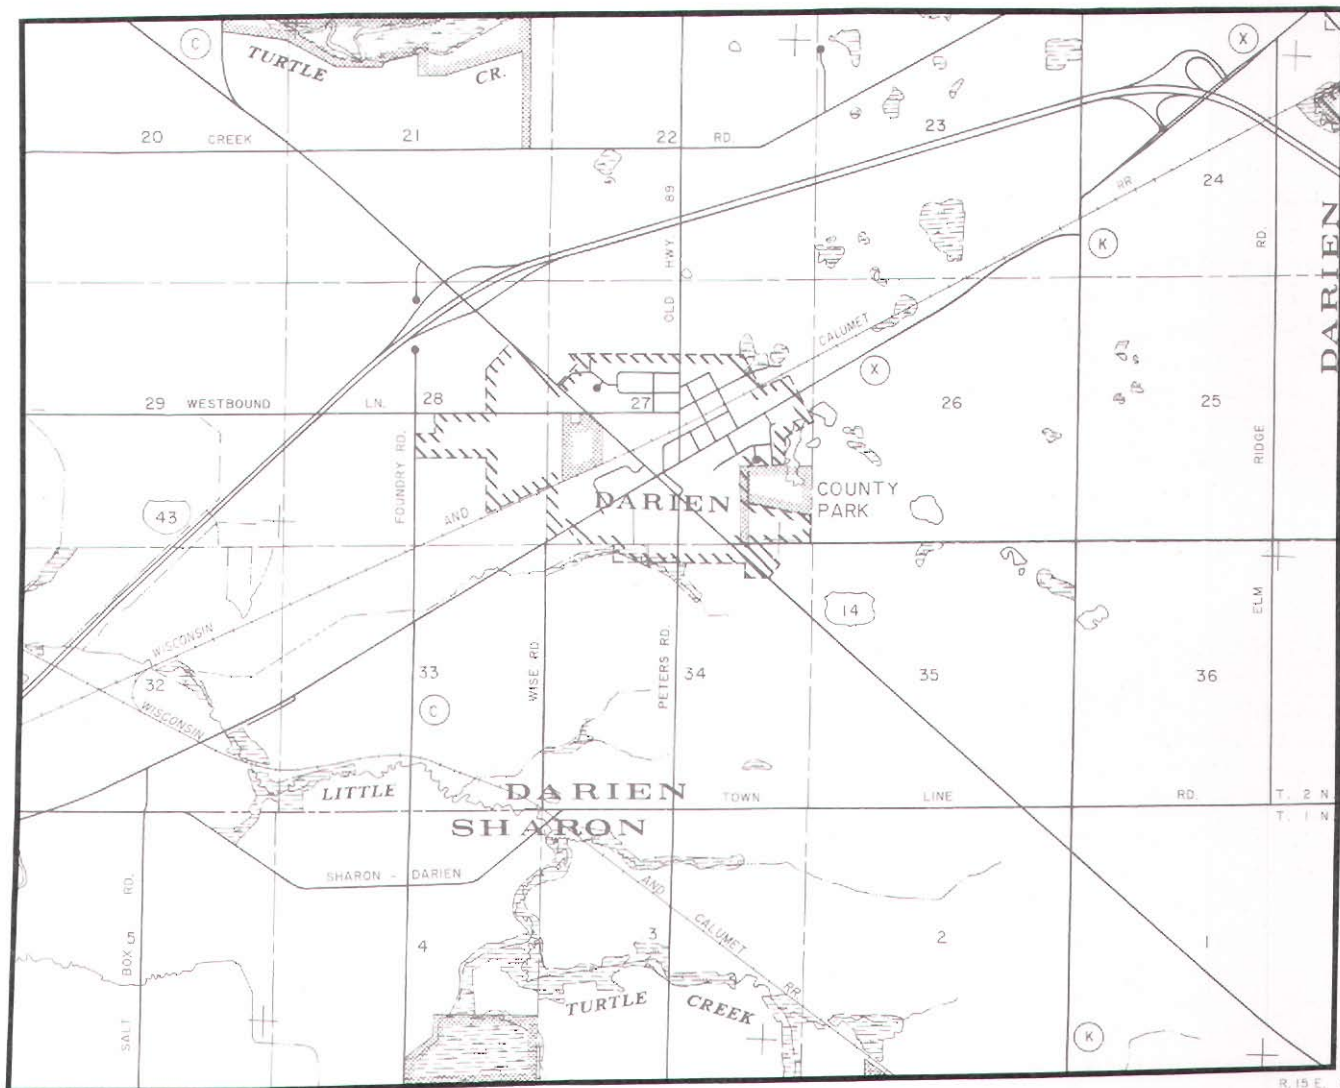 C
X
TURTLE
CR.
20
CREEK
21
22
RD.
23
24
RR
OLD HWY 89
K
RIDGE RD.
DARIEN
CALUMET
X
29
WESTBOUND
LN.
28
27
26
25
FOUNDRY RD.
43
AND
DARIEN
COUNTY
PARK
14
ELM
WISCONSIN
32
33
WISE RD
PETERS RD.
34
35
36
WISCONSIN
C
LITTLE
DARIEN
TOWN
LINE
RD.
T. 2 N.
SHARON
T. 1 N.
SHARON - DARIEN
RD.
AND
CALUMET
RR
SALT BOX RD.
5
4
3
2
1
TURTLE
CREEK
K
R. 15 E.